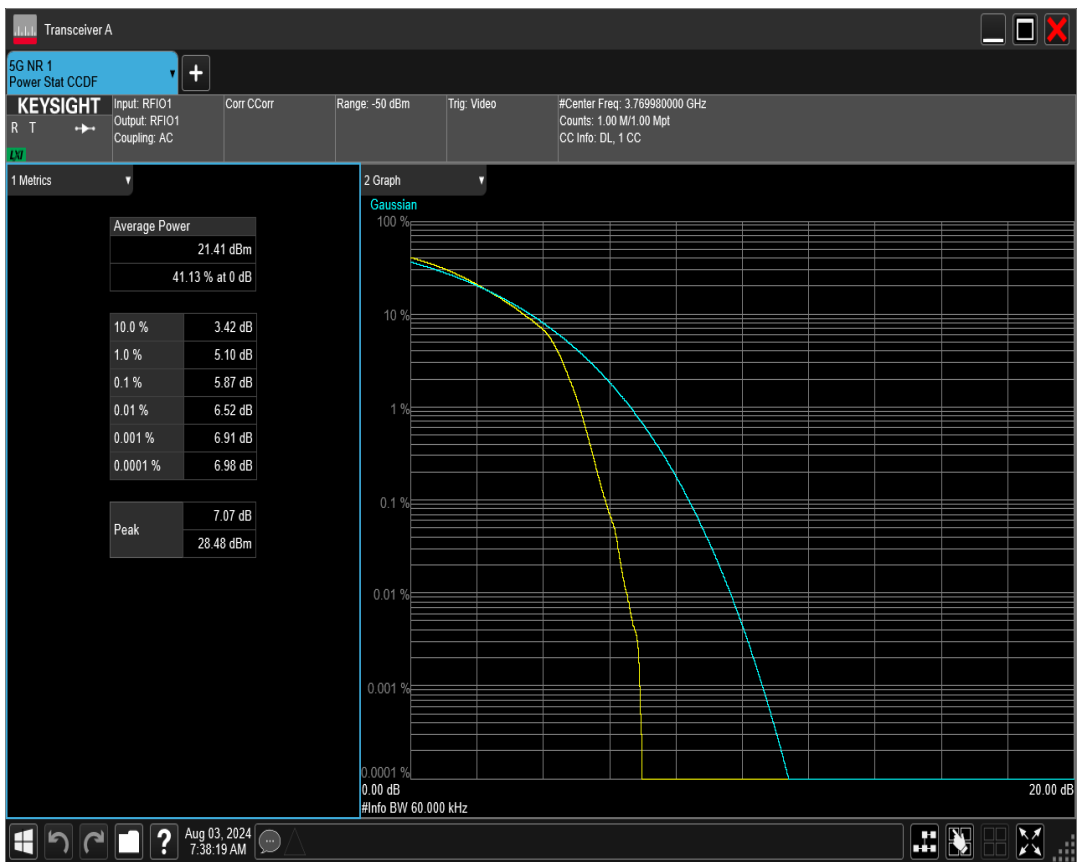 Transceiver A
5G NR 1
Power Stat CCDF
+
KEYSIGHT
R T
LXI
Input: RFIO1
Output: RFIO1
Coupling: AC
Corr CCorr
Range: -50 dBm
Trig: Video
#Center Freq: 3.769980000 GHz
Counts: 1.00 M/1.00 Mpt
CC Info: DL, 1 CC
1 Metrics
Average Power
21.41 dBm
41.13 % at 0 dB
10.0 % 3.42 dB
1.0 % 5.10 dB
0.1 % 5.87 dB
0.01 % 6.52 dB
0.001 % 6.91 dB
0.0001 % 6.98 dB
Peak 7.07 dB
28.48 dBm
2 Graph
Gaussian
100 %
10 %
1 %
0.1 %
0.01 %
0.001 %
0.0001 %
0.00 dB 20.00 dB
#Info BW 60.000 kHz
?
Aug 03, 2024
7:38:19 AM